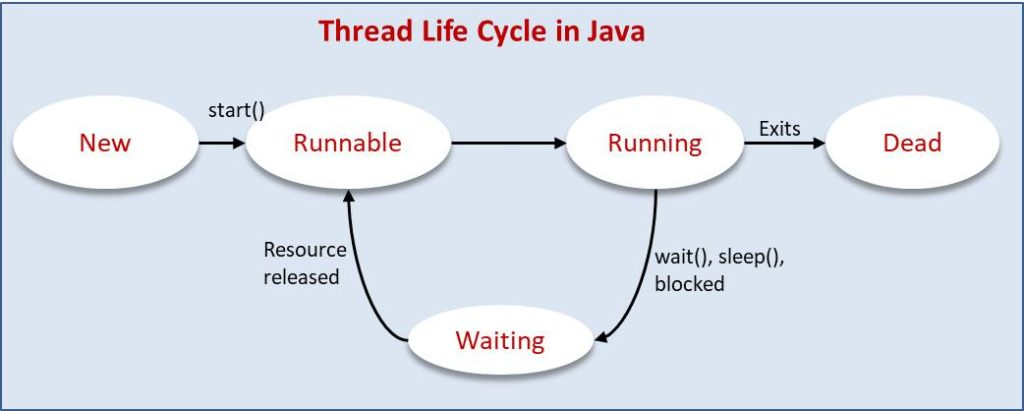 Thread Life Cycle in Java
start()
New
Runnable
Running
Exits
Dead
Resource
released
wait(), sleep(),
blocked
Waiting